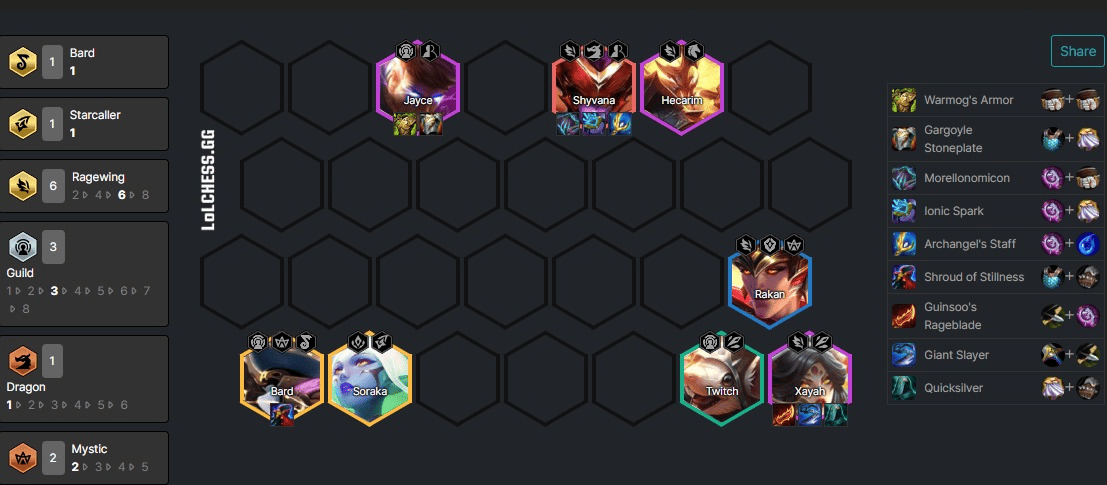 Bard
1
1
Starcaller
1
1
Ragewing
6
2 4 6 8
3
Guild
1 2 3 4 5 6 7
8
1
Dragon
1 2 3 4 5 6
Mystic
2
2 3 4 5
LoLCHESS.GG
Jayce
Shyvana
Hecarim
Rakan
Bard
Soraka
Twitch
Xayah
Share
Warmog's Armor
+
Gargoyle
Stoneplate
+
Morellonomicon
+
Ionic Spark
+
Archangel's Staff
+
Shroud of Stillness
+
Guinsoo's
Rageblade
+
Giant Slayer
+
Quicksilver
+